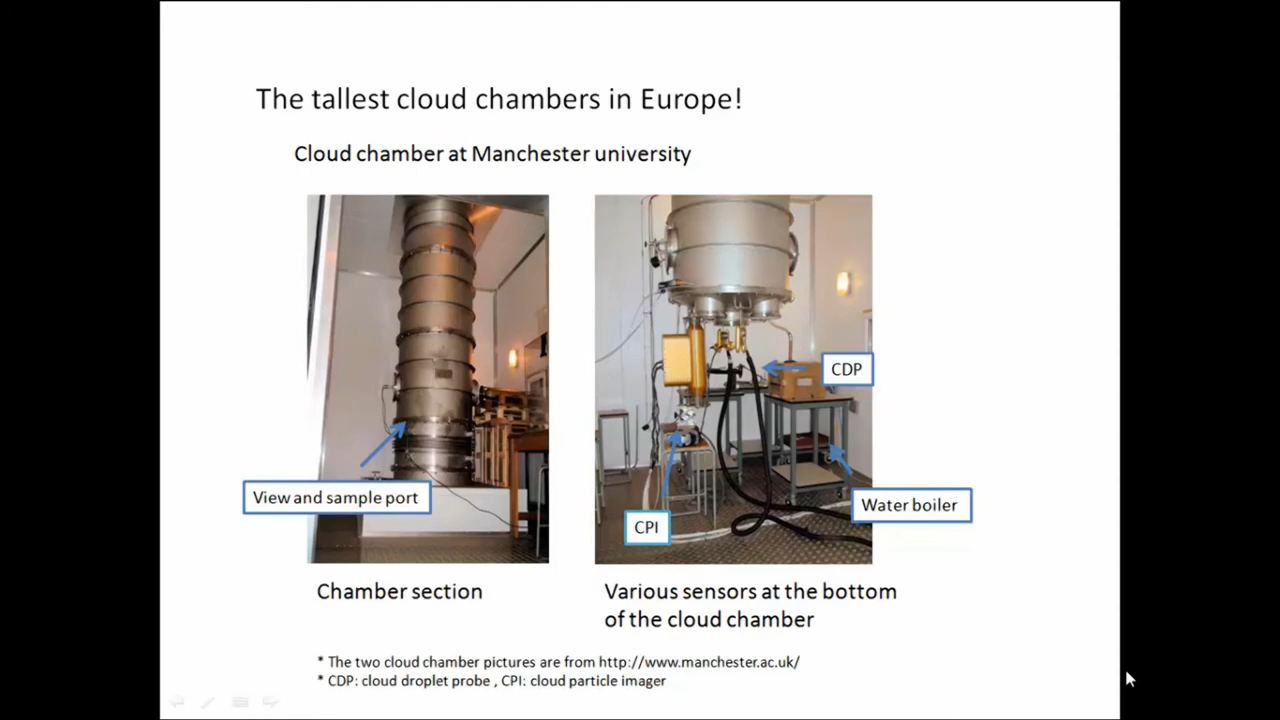 The tallest cloud chambers in Europe!
Cloud chamber at Manchester university
CDP
View and sample port
Water boiler
CPI
Chamber section
Various sensors at the bottom
of the cloud chamber
* The two cloud chamber pictures are from http://www.manchester.ac.uk/
* CDP: cloud droplet probe , CPI: cloud particle imager